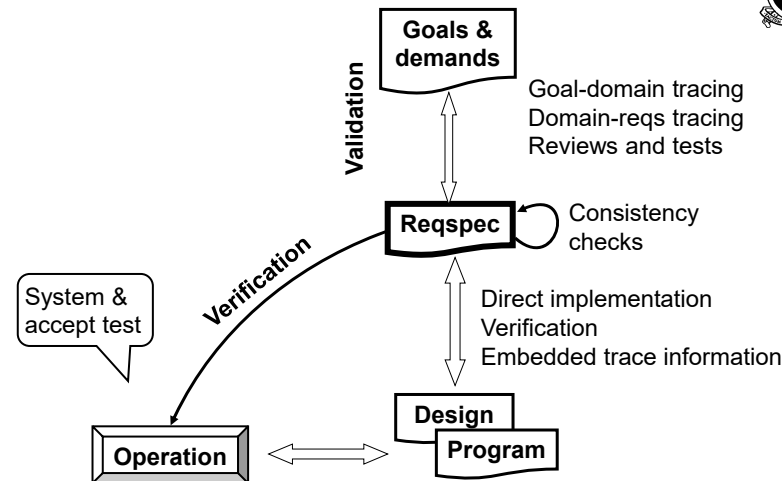 Goals &
demands
Validation
Goal-domain tracing
Domain-reqs tracing
Reviews and tests
Reqspec
Consistency
checks
Verification
System &
accept test
Direct implementation
Verification
Embedded trace information
Design
Program
Operation